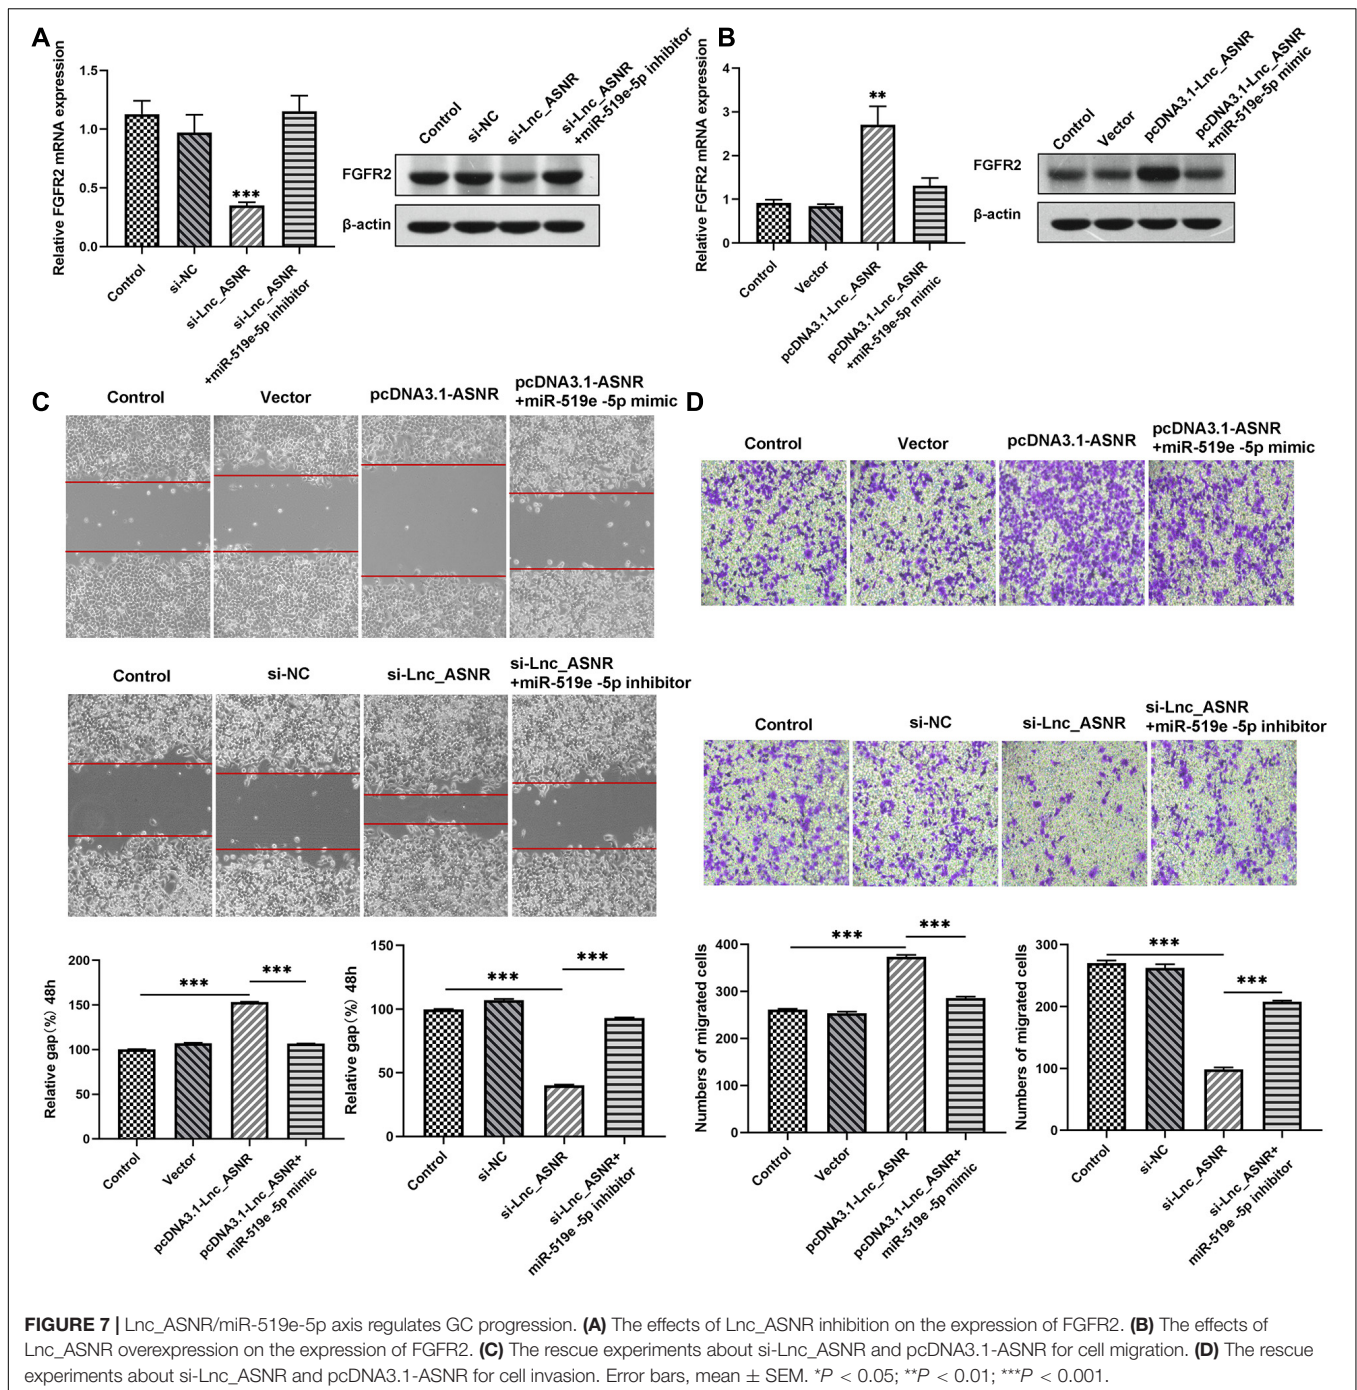 A
Relative FGFR2 mRNA expression
1.5
1.0
0.5
0.0
***
Control
si-NC
si-Lnc_ASNR
si-Lnc_ASNR
+miR-519e-5p inhibitor
Control
si-NC
si-Lnc_ASNR
si-Lnc_ASNR
+miR-519e-5p inhibitor
FGFR2
β-actin
B
Relative FGFR2 mRNA expression
4
3
2
1
0
**
Control
Vector
pcDNA3.1-Lnc_ASNR
pcDNA3.1-Lnc_ASNR
+miR-519e-5p mimic
Control
Vector
pcDNA3.1-Lnc_ASNR
pcDNA3.1-Lnc_ASNR
+miR-519e-5p mimic
FGFR2
β-actin
C
Control
Vector
pcDNA3.1-ASNR
pcDNA3.1-ASNR
+miR-519e -5p mimic
Control
si-NC
si-Lnc_ASNR
si-Lnc_ASNR
+miR-519e -5p inhibitor
Relative gap(%) 48h
200
150
100
50
0
***
***
Control
Vector
pcDNA3.1-Lnc_ASNR
pcDNA3.1-Lnc_ASNR+
miR-519e -5p mimic
Relative gap(%) 48h
150
100
50
0
***
***
Control
si-NC
si-Lnc_ASNR
si-Lnc_ASNR+
miR-519e -5p inhibitor
D
Control
Vector
pcDNA3.1-ASNR
pcDNA3.1-ASNR
+miR-519e -5p mimic
Control
si-NC
si-Lnc_ASNR
si-Lnc_ASNR
+miR-519e -5p inhibitor
Numbers of migrated cells
400
300
200
100
0
***
***
Control
Vector
pcDNA3.1-Lnc_ASNR
pcDNA3.1-Lnc_ASNR+
miR-519e -5p mimic
Numbers of migrated cells
300
200
100
0
***
***
Control
si-NC
si-Lnc_ASNR
si-Lnc_ASNR+
miR-519e -5p inhibitor
FIGURE 7 | Lnc_ASNR/miR-519e-5p axis regulates GC progression. (A) The effects of Lnc_ASNR inhibition on the expression of FGFR2. (B) The effects of
Lnc_ASNR overexpression on the expression of FGFR2. (C) The rescue experiments about si-Lnc_ASNR and pcDNA3.1-ASNR for cell migration. (D) The rescue
experiments about si-Lnc_ASNR and pcDNA3.1-ASNR for cell invasion. Error bars, mean ± SEM. *P < 0.05; **P < 0.01; ***P < 0.001.